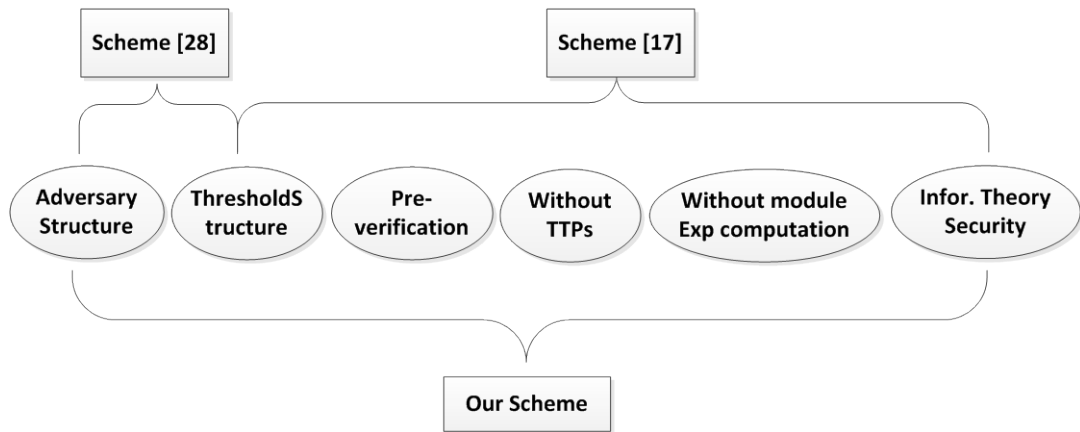 Scheme [28]
Scheme [17]
Adversary
Structure
ThresholdS
tructure
Pre-
verification
Without
TTPs
Without module
Exp computation
Infor. Theory
Security
Our Scheme